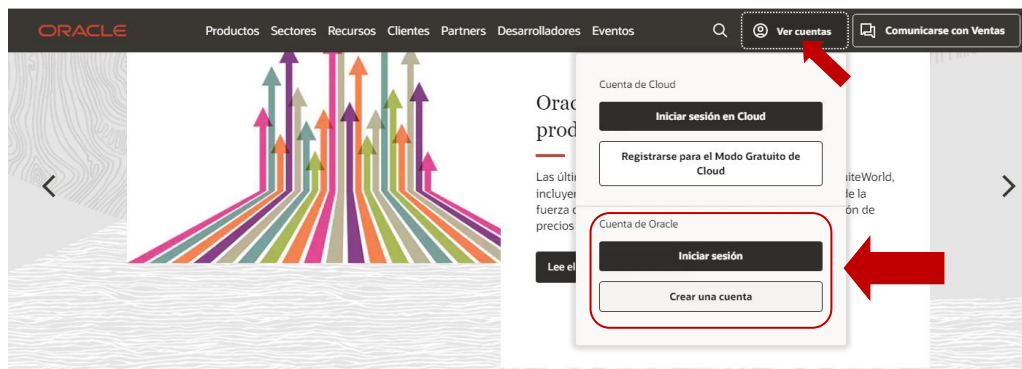 ORACLE
Productos Sectores Recursos Clientes Partners Desarrolladores Eventos
Ver cuentas
Comunicarse con Ventas
Cuenta de Cloud
Iniciar sesión en Cloud
Registrarse para el Modo Gratuito de
Cloud
Cuenta de Oracle
Iniciar sesión
Crear una cuenta
Orac
prod
Las últi
uiteWorld,
incluyer
de la
fuerza
ón de
precios
Lee el